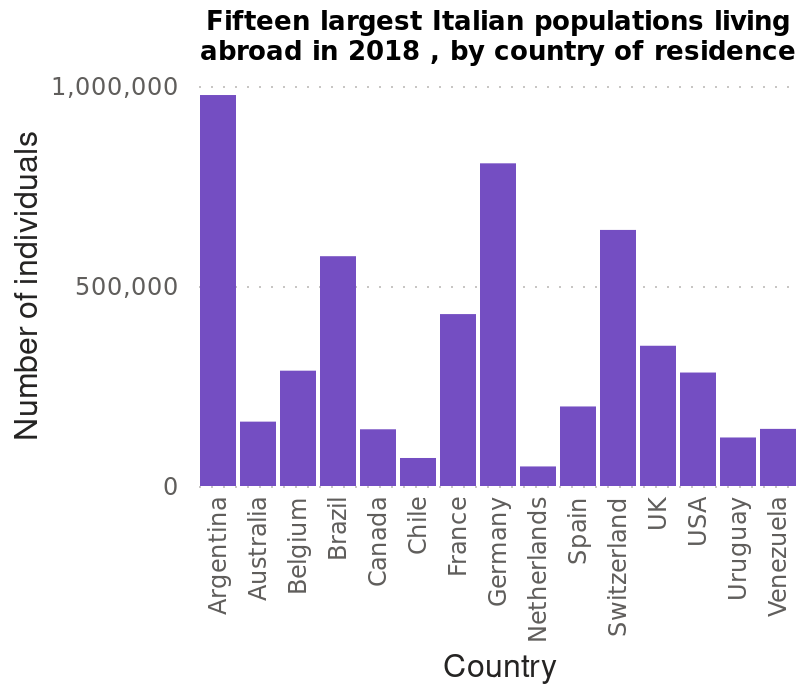 Fifteen largest Italian populations living
abroad in 2018 , by country of residence
Number of individuals
1,000,000
500,000
0
Argentina
Australia
Belgium
Brazil
Canada
Chile
France
Germany
Netherlands
Spain
Switzerland
UK
USA
Uruguay
Venezuela
Country